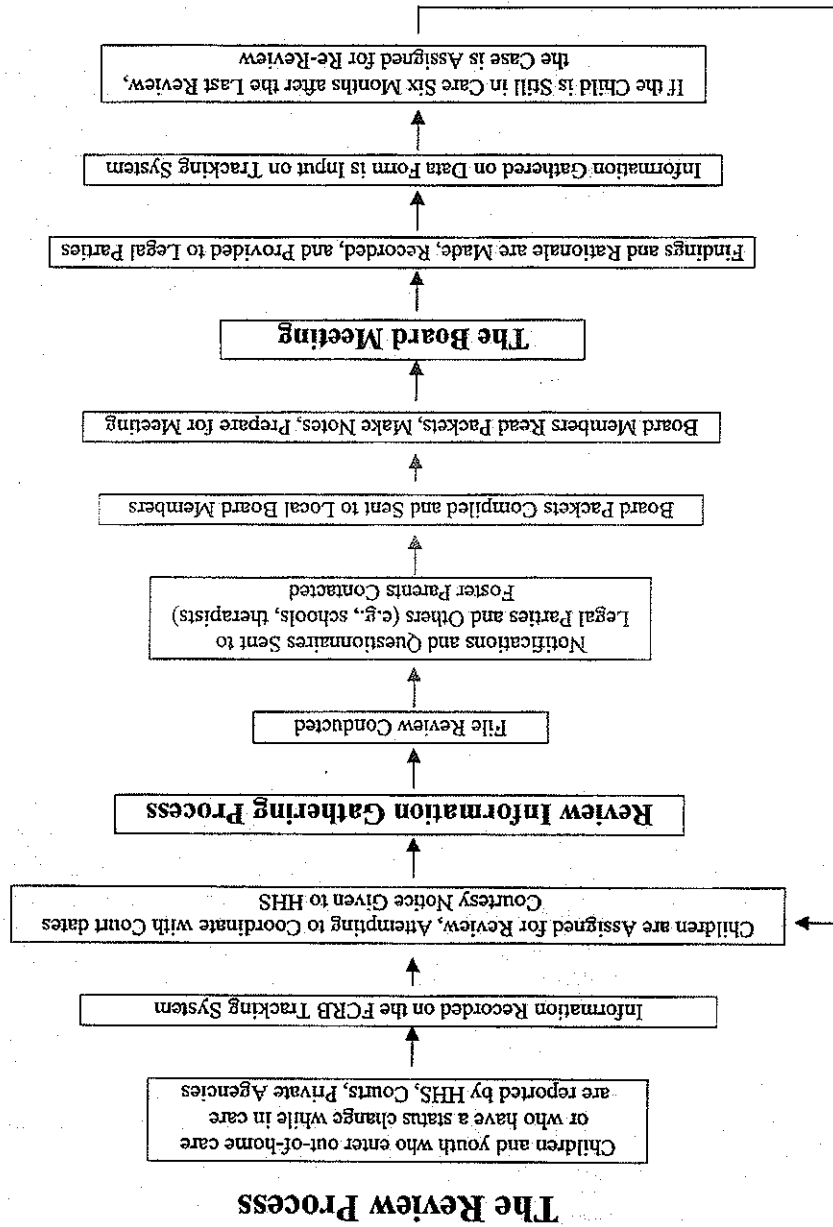 The Review Process
Children and youth who enter out-of-home care
or who have a status change while in care
are reported by HHS, Courts, Private Agencies
Information Recorded on the FCRB Tracking System
Children are Assigned for Review, Attempting to Coordinate with Court dates
Courtesy Notice Given to HHS
Review Information Gathering Process
File Review Conducted
Notifications and Questionnaires Sent to
Legal Parties and Others (e.g., schools, therapists)
Foster Parents Contacted
Board Packets Compiled and Sent to Local Board Members
Board Members Read Packets, Make Notes, Prepare for Meeting
The Board Meeting
Findings and Rationale are Made, Recorded, and Provided to Legal Parties
Information Gathered on Data Form is Input on Tracking System
If the Child is Still in Care Six Months after the Last Review,
the Case is Assigned for Re-Review